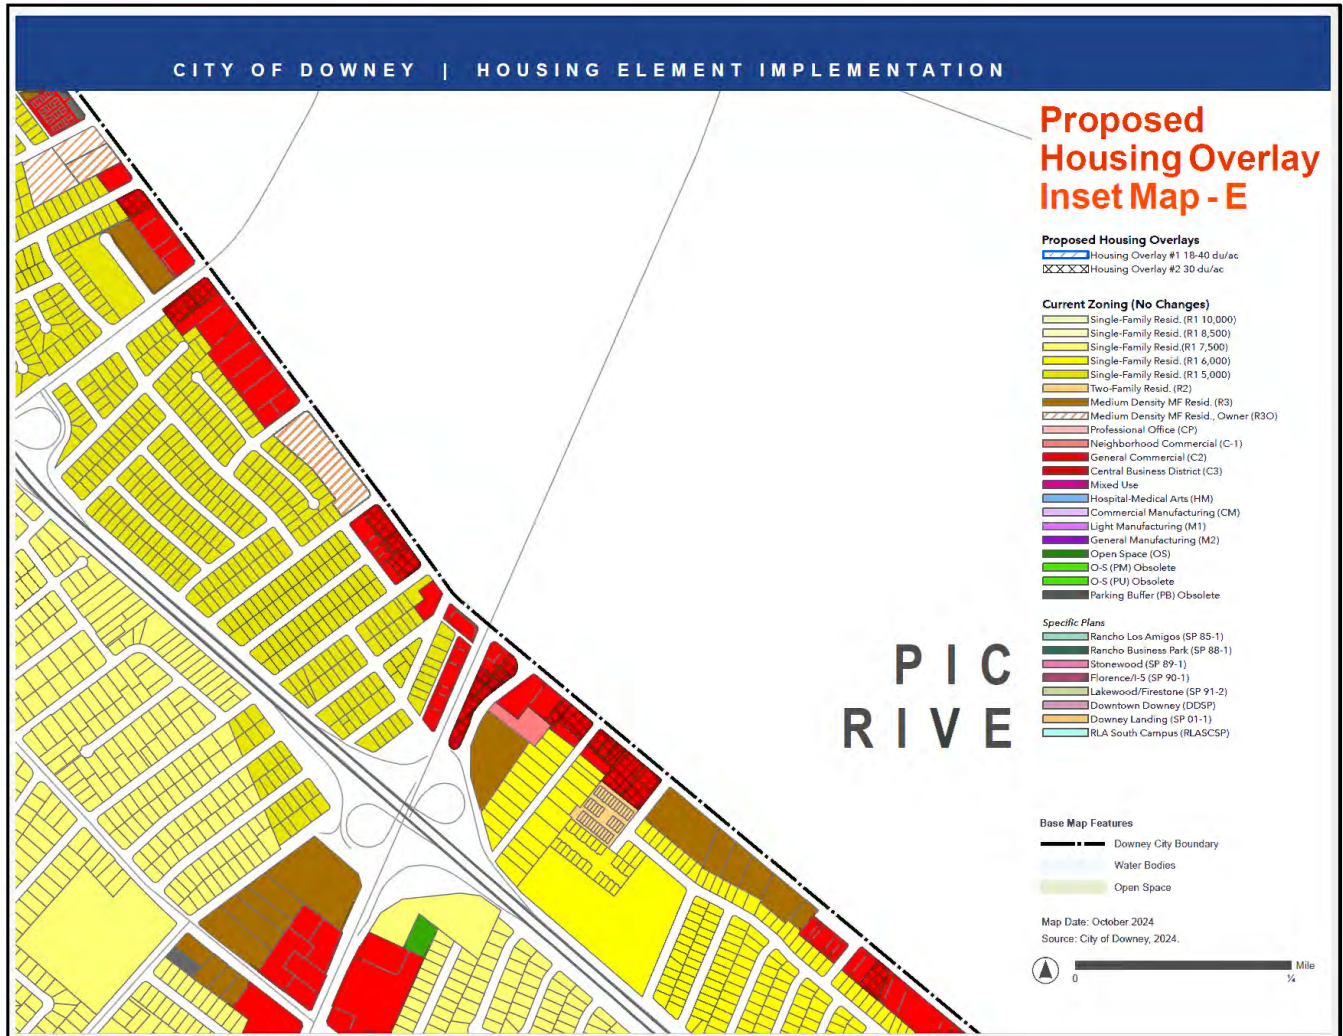 CITY OF DOWNEY | HOUSING ELEMENT IMPLEMENTATION
Proposed
Housing Overlay
Inset Map - E
Proposed Housing Overlays
Housing Overlay #1 18-40 du/ac
Housing Overlay #2 30 du/ac
Current Zoning (No Changes)
Single-Family Resid. (R1 10,000)
Single-Family Resid. (R1 8,500)
Single-Family Resid.(R1 7,500)
Single-Family Resid. (R1 6,000)
Single-Family Resid. (R1 5,000)
Two-Family Resid. (R2)
Medium Density MF Resid. (R3)
Medium Density MF Resid., Owner (R3O)
Professional Office (CP)
Neighborhood Commercial (C-1)
General Commercial (C2)
Central Business District (C3)
Mixed Use
Hospital-Medical Arts (HM)
Commercial Manufacturing (CM)
Light Manufacturing (M1)
General Manufacturing (M2)
Open Space (OS)
O-S (PM) Obsolete
O-S (PU) Obsolete
Parking Buffer (PB) Obsolete
Specific Plans
Rancho Los Amigos (SP 85-1)
Rancho Business Park (SP 88-1)
Stonewood (SP 89-1)
Florence/I-5 (SP 90-1)
Lakewood/Firestone (SP 91-2)
Downtown Downey (DDSP)
Downey Landing (SP 01-1)
RLA South Campus (RLASCSP)
PIC
RIVE
Base Map Features
Downey City Boundary
Water Bodies
Open Space
Map Date: October 2024
Source: City of Downey, 2024.
Mile
0 ¼